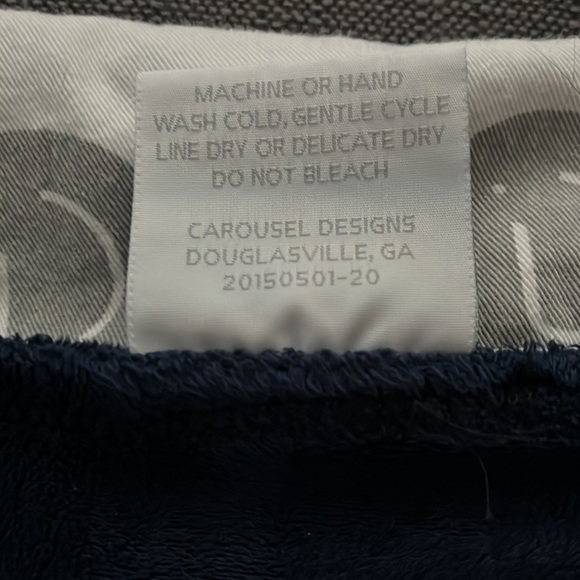 MACHINE OR HAND
WASH COLD, GENTLE CYCLE
LINE DRY OR DELICATE DRY
DO NOT BLEACH
CAROUSEL DESIGNS
DOUGLASVILLE, GA
20150501-20